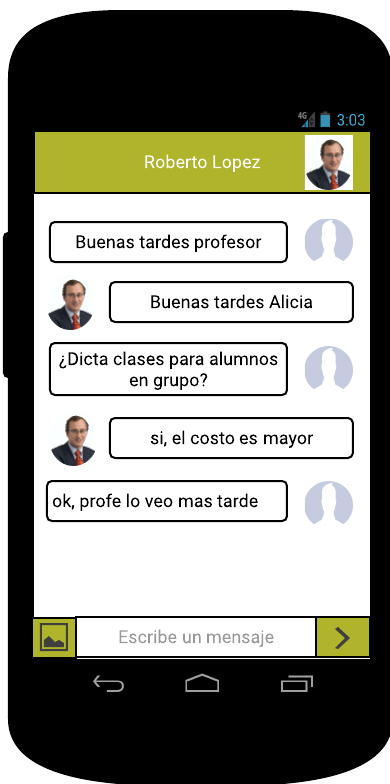 4G 3:03
Roberto Lopez
Buenas tardes profesor
Buenas tardes Alicia
¿Dicta clases para alumnos
en grupo?
si, el costo es mayor
ok, profe lo veo mas tarde
Escribe un mensaje